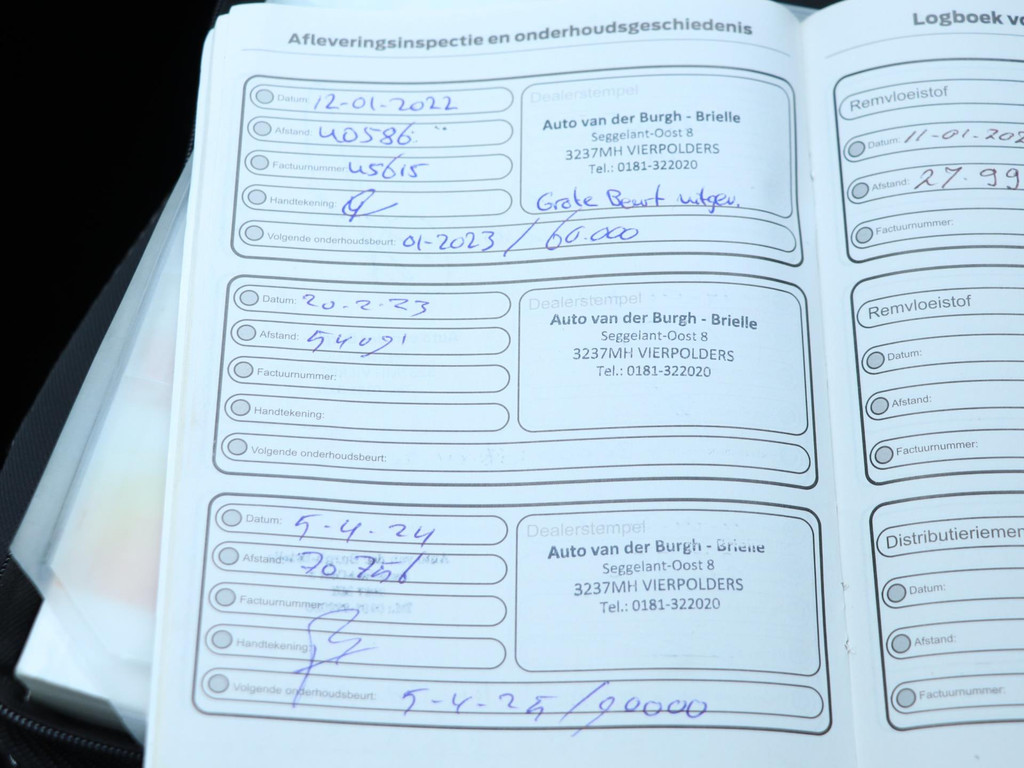 Afleveringsinspectie en onderhoudsgeschiedenis
Datum: 12-01-2022
Afstand: 40586
Factuurnummer: 45615
Handtekening:
Volgende onderhoudsbeurt: 01-2023 / 60.000
Dealerstempel
Auto van der Burgh - Brielle
Seggelant-Oost 8
3237MH VIERPOLDERS
Tel.: 0181-322020
Grote Beurt uitgev.
Datum: 20-2-23
Afstand: 54091
Factuurnummer:
Handtekening:
Volgende onderhoudsbeurt:
Dealerstempel
Auto van der Burgh - Brielle
Seggelant-Oost 8
3237MH VIERPOLDERS
Tel.: 0181-322020
Datum: 5-4-24
Afstand:
Factuurnummer:
Handtekening:
Volgende onderhoudsbeurt: 5-4-25 / 90000
Dealerstempel
Auto van der Burgh - Brielle
Seggelant-Oost 8
3237MH VIERPOLDERS
Tel.: 0181-322020
Logboek
Remvloeistof
Datum: 11-01-202
Afstand: 27.99
Factuurnummer:
Remvloeistof
Datum:
Afstand:
Factuurnummer:
Distributieriemen
Datum:
Afstand:
Factuurnummer: